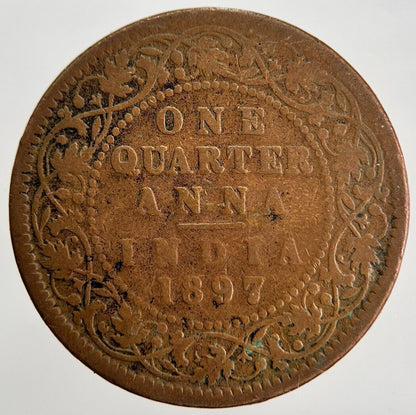 ONE
QUARTER
ANNA
INDIA
1897